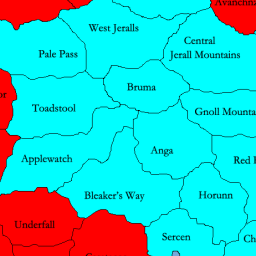 Avanchnz
West Jeralls
Central
Jerall Mountains
Pale Pass
Bruma
Toadstool
Gnoll Mounta
or
Applewatch
Anga
Red
Bleaker's Way
Horunn
Underfall
Sercen
Ch